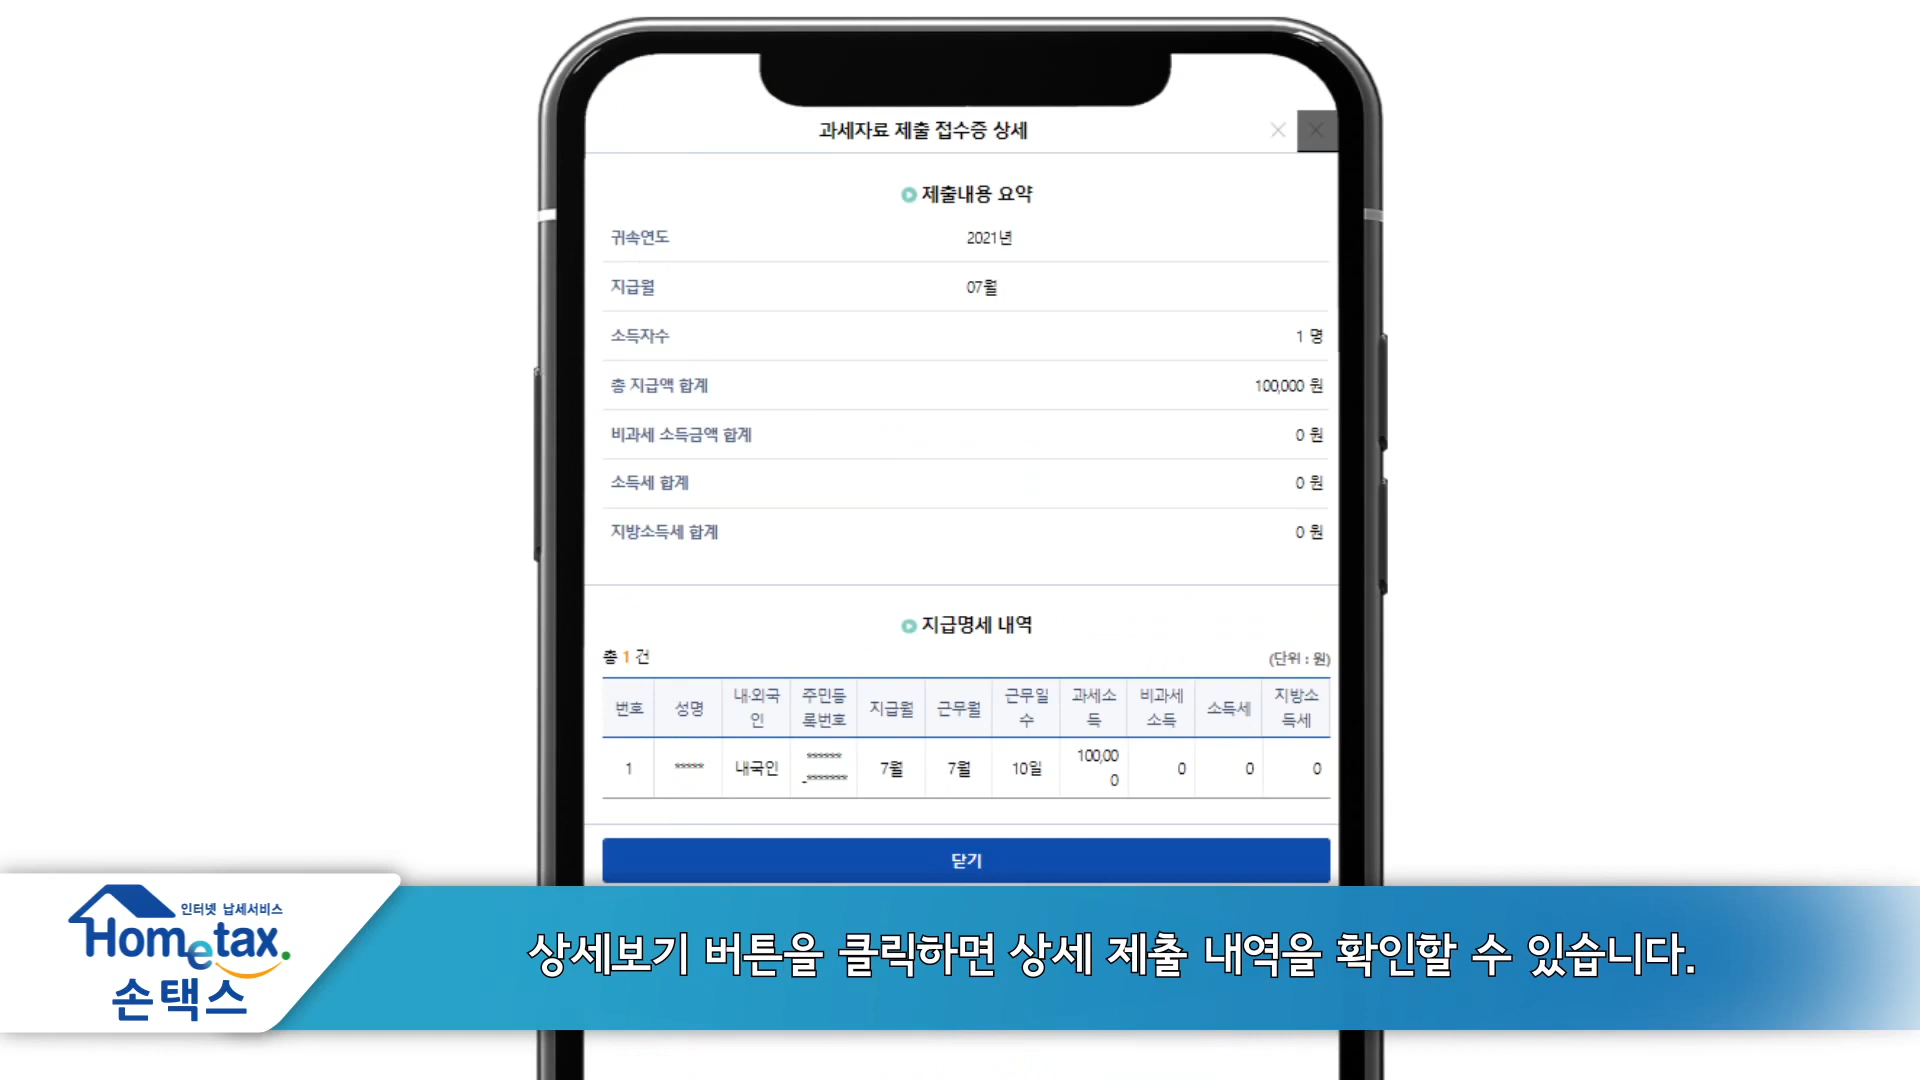 과세자료 제출 접수증 상세
제출내용 요약
귀속연도 2021년
지급월 07월
소득자수 1 명
총 지급액 합계 100,000 원
비과세 소득금액 합계 0 원
소득세 합계 0 원
지방소득세 합계 0 원
지급명세 내역
총 1 건 (단위 : 원)
번호 성명 내·외국인 주민등록번호 지급월 근무월 근무일수 과세소득 비과세소득 소득세 지방소득세
1 ***** 내국인 ******-******* 7월 7월 10일 100,000 0 0 0
닫기
인터넷 납세서비스
Hometax.
손택스
상세보기 버튼을 클릭하면 상세 제출 내역을 확인할 수 있습니다.